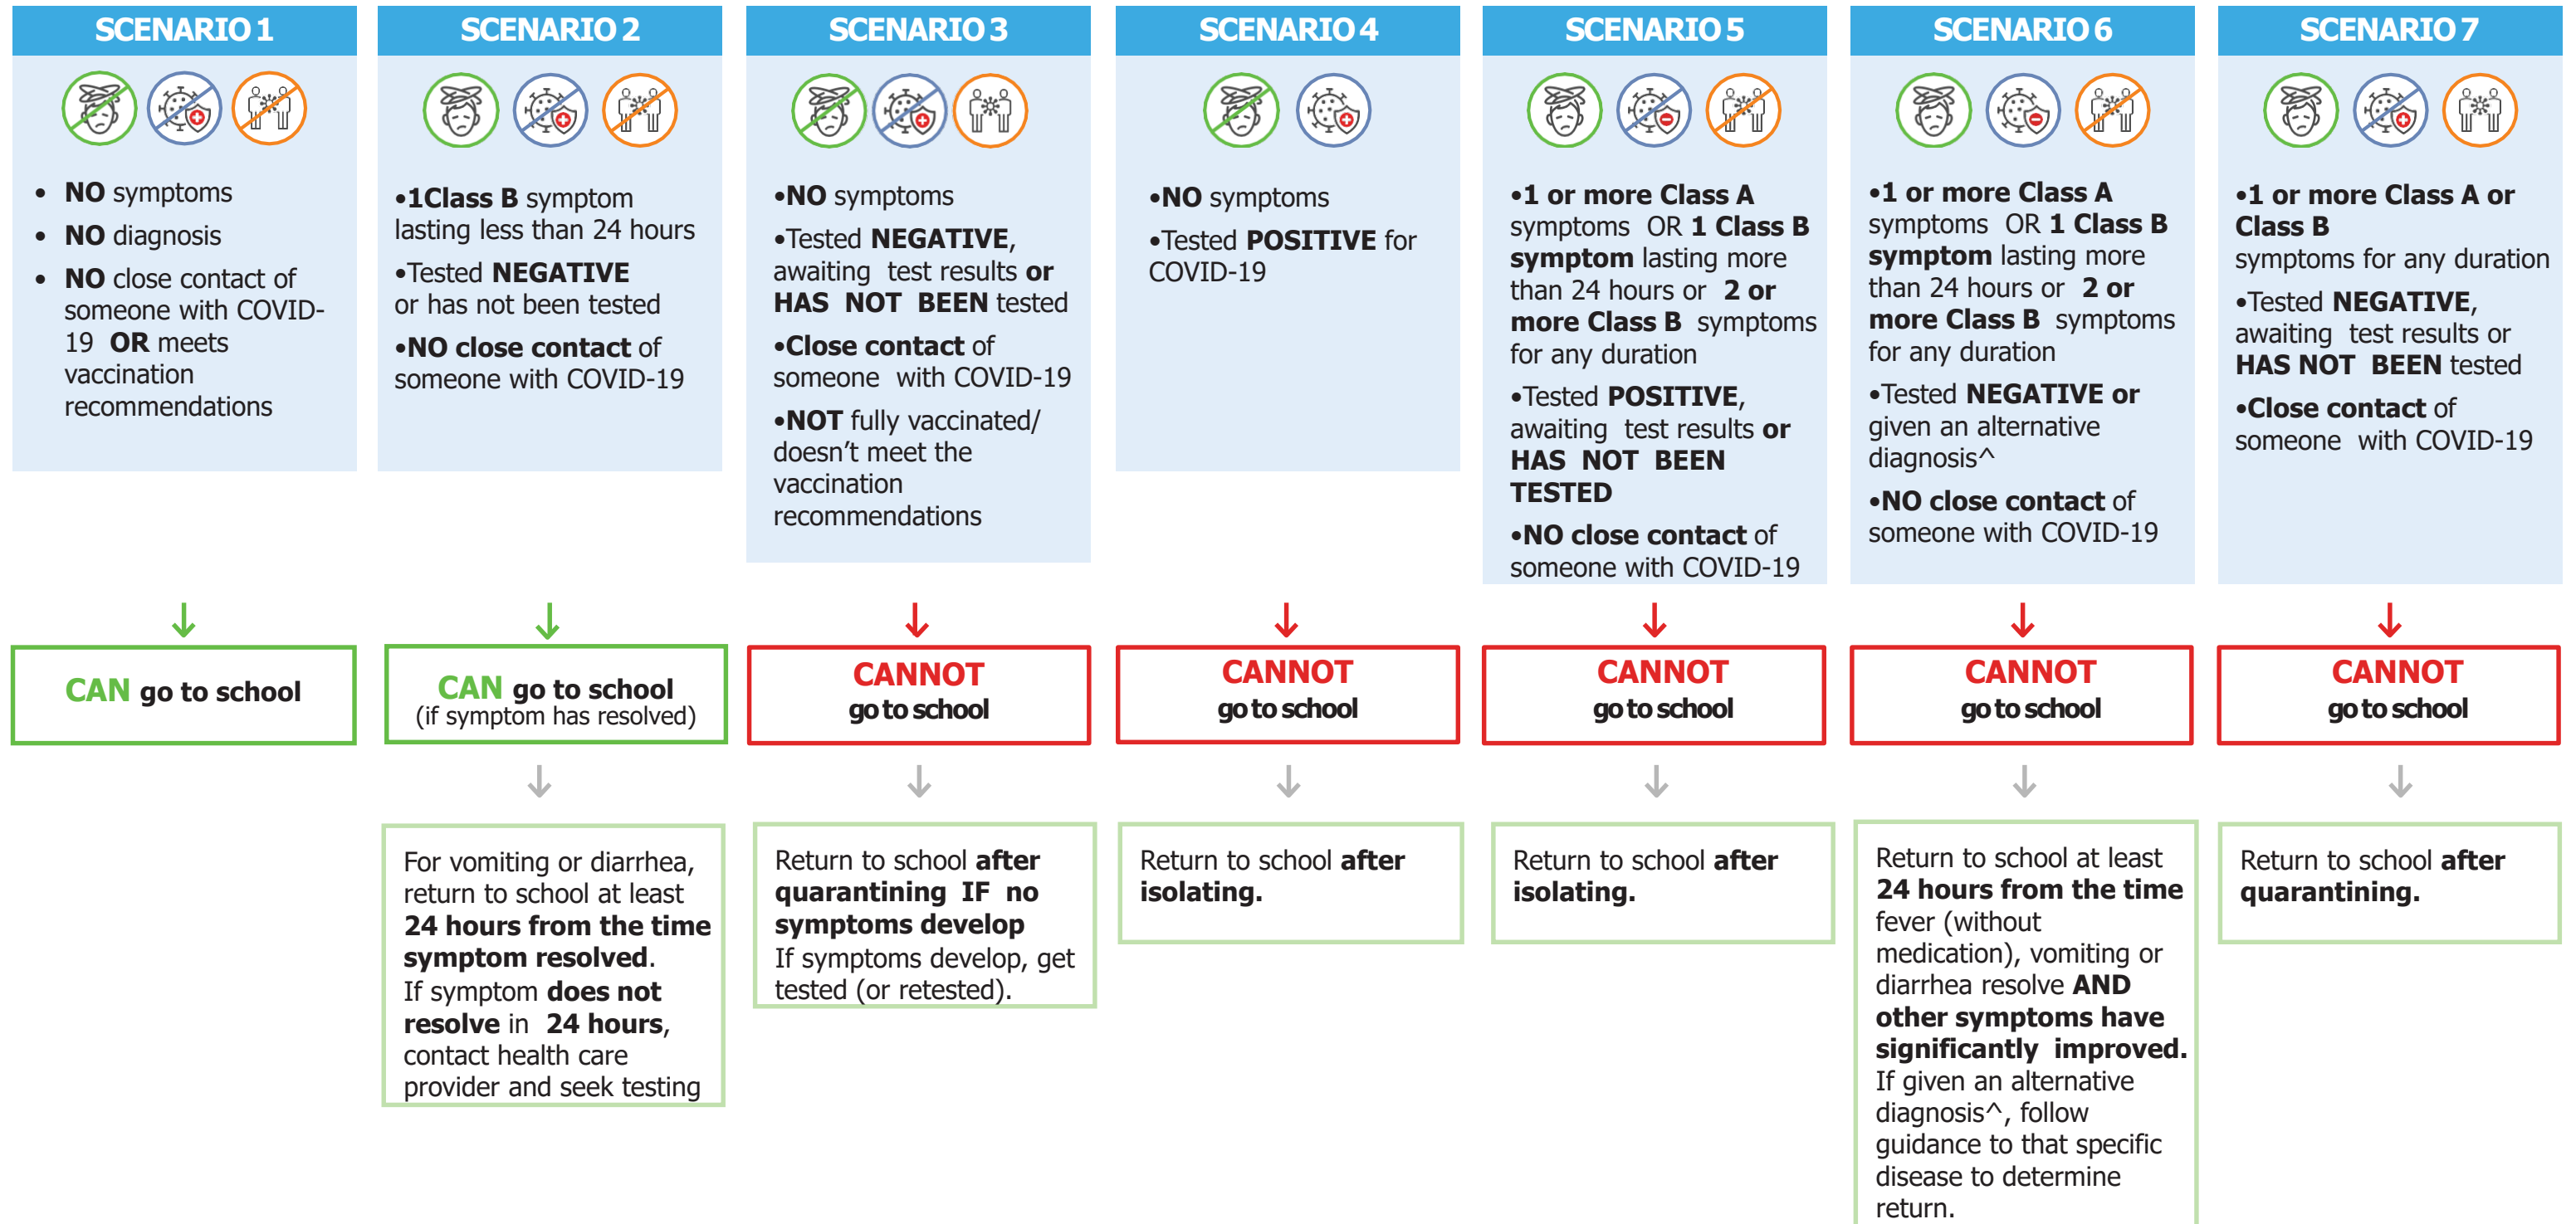 SCENARIO 1
• NO symptoms
• NO diagnosis
• NO close contact of
someone with COVID-
19 OR meets
vaccination
recommendations
CAN go to school
SCENARIO 2
•1Class B symptom
lasting less than 24 hours
•Tested NEGATIVE
or has not been tested
•NO close contact of
someone with COVID-19
CAN go to school
(if symptom has resolved)
For vomiting or diarrhea,
return to school at least
24 hours from the time
symptom resolved.
If symptom does not
resolve in 24 hours,
contact health care
provider and seek testing
SCENARIO 3
•NO symptoms
•Tested NEGATIVE,
awaiting test results or
HAS NOT BEEN tested
•Close contact of
someone with COVID-19
•NOT fully vaccinated/
doesn't meet the
vaccination
recommendations
CANNOT
go to school
Return to school after
quarantining IF no
symptoms develop
If symptoms develop, get
tested (or retested).
SCENARIO 4
•NO symptoms
•Tested POSITIVE for
COVID-19
CANNOT
go to school
Return to school after
isolating.
SCENARIO 5
•1 or more Class A
symptoms OR 1 Class B
symptom lasting more
than 24 hours or 2 or
more Class B symptoms
for any duration
•Tested POSITIVE,
awaiting test results or
HAS NOT BEEN
TESTED
•NO close contact of
someone with COVID-19
CANNOT
go to school
Return to school after
isolating.
SCENARIO 6
•1 or more Class A
symptoms OR 1 Class B
symptom lasting more
than 24 hours or 2 or
more Class B symptoms
for any duration
•Tested NEGATIVE or
given an alternative
diagnosis^
•NO close contact of
someone with COVID-19
CANNOT
go to school
Return to school at least
24 hours from the time
fever (without
medication), vomiting or
diarrhea resolve AND
other symptoms have
significantly improved.
If given an alternative
diagnosis^, follow
guidance to that specific
disease to determine
return.
SCENARIO 7
•1 or more Class A or
Class B
symptoms for any duration
•Tested NEGATIVE,
awaiting test results or
HAS NOT BEEN tested
•Close contact of
someone with COVID-19
CANNOT
go to school
Return to school after
quarantining.